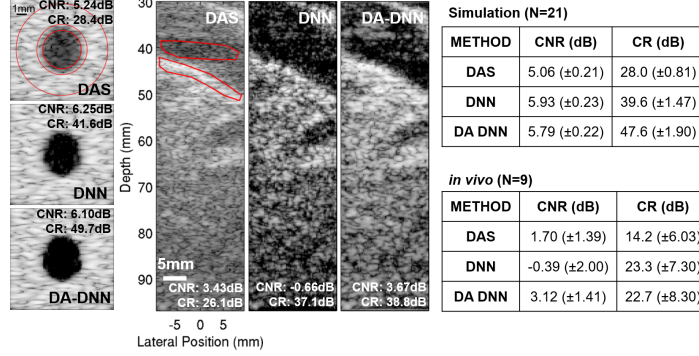 1mm
CNR: 5.24dB
CR: 28.4dB
DAS
CNR: 6.25dB
CR: 41.6dB
DNN
CNR: 6.10dB
CR: 49.7dB
DA-DNN
Depth (mm)
30
40
50
60
70
80
90
DAS
5mm
CNR: 3.43dB
CR: 26.1dB
DNN
CNR: -0.66dB
CR: 37.1dB
DA-DNN
CNR: 3.67dB
CR: 38.8dB
-5 0 5
Lateral Position (mm)
Simulation (N=21)
METHOD CNR (dB) CR (dB)
DAS 5.06 (±0.21) 28.0 (±0.81)
DNN 5.93 (±0.23) 39.6 (±1.47)
DA DNN 5.79 (±0.22) 47.6 (±1.90)
in vivo (N=9)
METHOD CNR (dB) CR (dB)
DAS 1.70 (±1.39) 14.2 (±6.03)
DNN -0.39 (±2.00) 23.3 (±7.30)
DA DNN 3.12 (±1.41) 22.7 (±8.30)